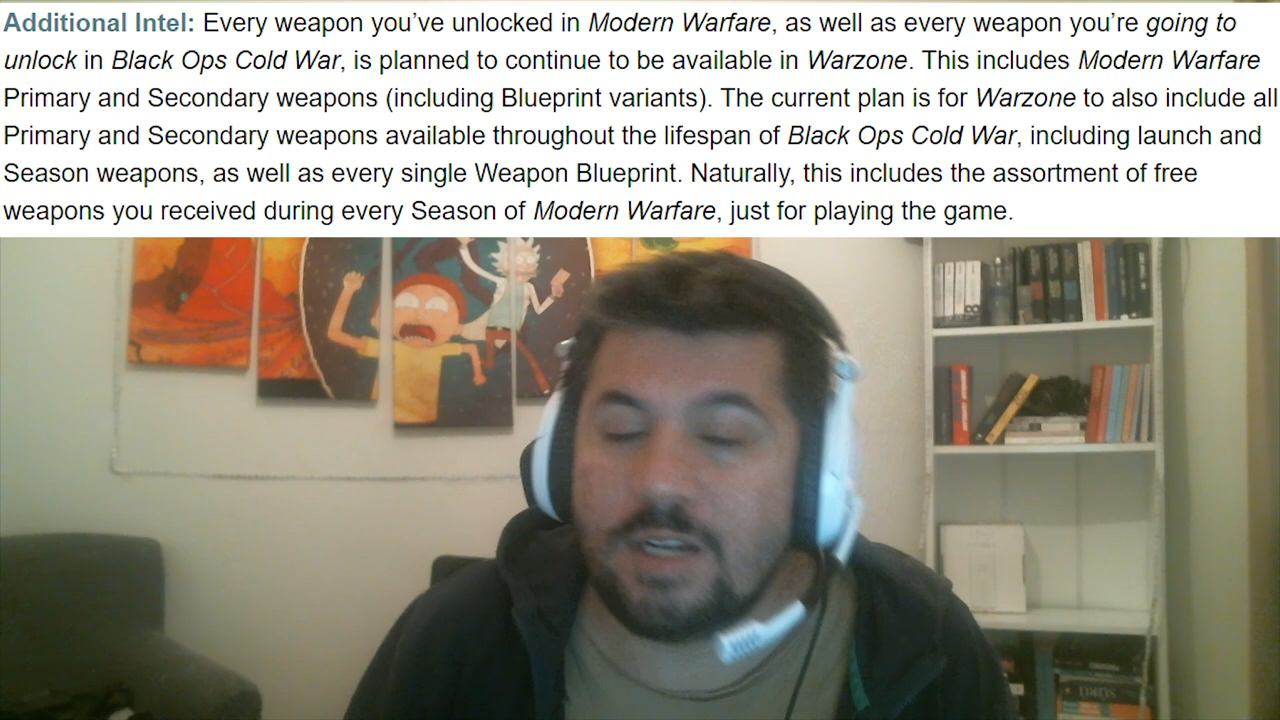 Additional Intel: Every weapon you’ve unlocked in Modern Warfare, as well as every weapon you’re going to
unlock in Black Ops Cold War, is planned to continue to be available in Warzone. This includes Modern Warfare
Primary and Secondary weapons (including Blueprint variants). The current plan is for Warzone to also include all
Primary and Secondary weapons available throughout the lifespan of Black Ops Cold War, including launch and
Season weapons, as well as every single Weapon Blueprint. Naturally, this includes the assortment of free
weapons you received during every Season of Modern Warfare, just for playing the game.